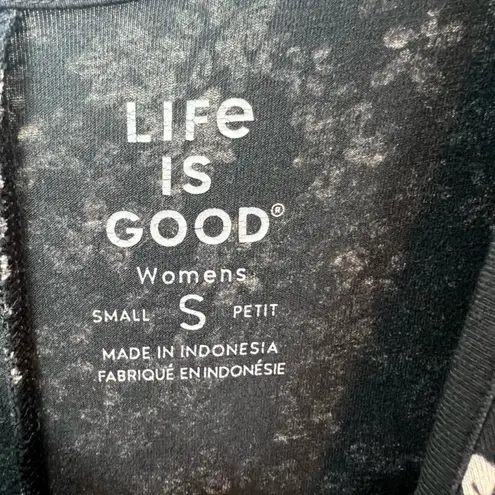 LIFe
IS
GOOD®
Womens
SMALL S PETIT
MADE IN INDONESIA
FABRIQUÉ EN INDONÉSIE